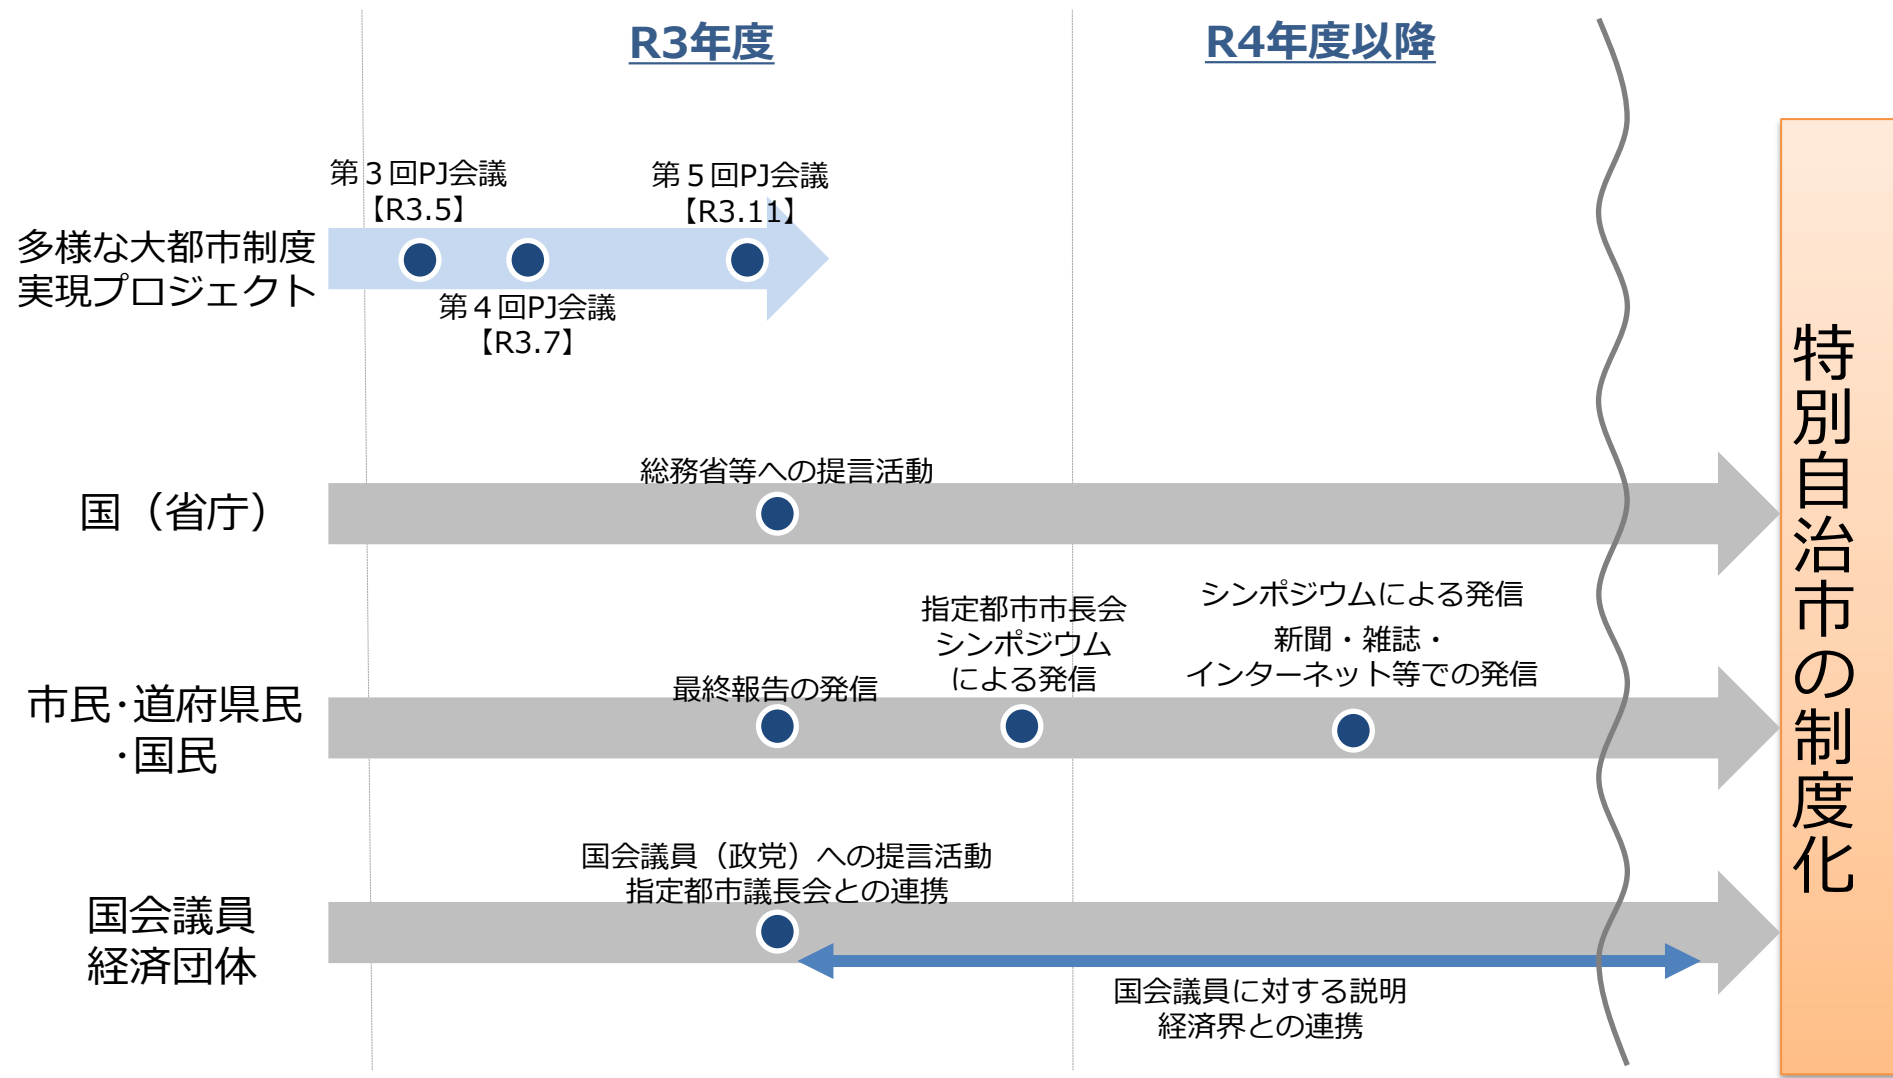 R3年度
R4年度以降
第３回PJ会議
【R3.5】
第５回PJ会議
【R3.11】
多様な大都市制度
実現プロジェクト
第４回PJ会議
【R3.7】
国（省庁）
総務省等への提言活動
市民･道府県民
･国民
最終報告の発信
指定都市市長会
シンポジウム
による発信
シンポジウムによる発信
新聞・雑誌・
インターネット等での発信
国会議員
経済団体
国会議員（政党）への提言活動
指定都市議長会との連携
国会議員に対する説明
経済界との連携
特別自治市の制度化